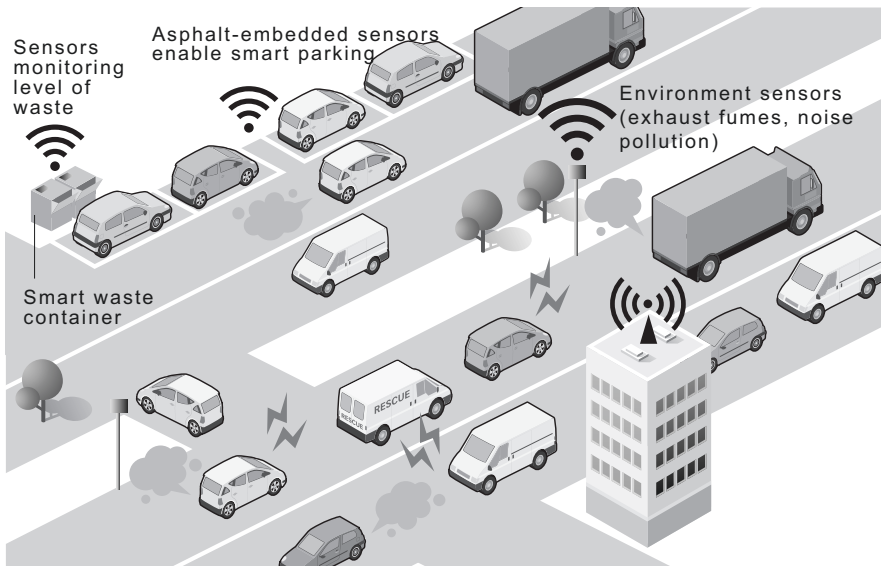 Sensors
monitoring
level of
waste
Asphalt-embedded sensors
enable smart parking
Environment sensors
(exhaust fumes, noise
pollution)
Smart waste
container
RESCUE
RESCUE